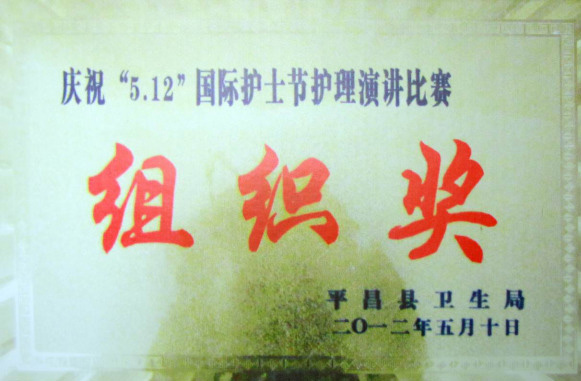 庆祝“5.12”国际护士节护理演讲比赛
组织奖
平昌县卫生局
二〇一二年五月十日